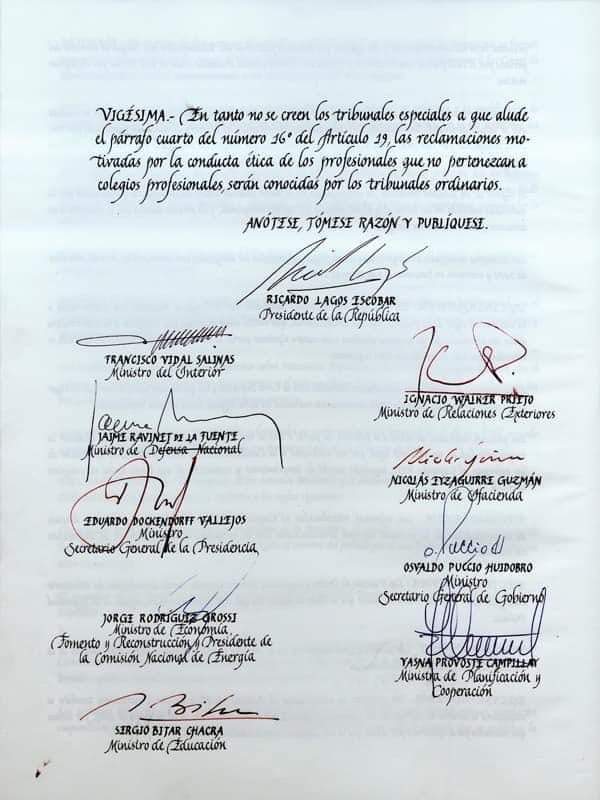 VIGÉSIMA.- (En tanto no se creen los tribunales especiales a que alude
el párrafo cuarto del número 16º del Artículo 19, las reclamaciones mo-
tivadas por la conducta ética de los profesionales que no pertenezcan a
colegios profesionales, serán conocidas por los tribunales ordinarios.
ANÓTESE, TÓMESE RAZÓN Y PUBLÍQUESE.
RICARDO LAGOS ESCOBAR
Presidente de la República
FRANCISCO VIDAL SALINAS
Ministro del Interior
IGNACIO WALKER PRIETO
Ministro de Relaciones Exteriores
Jaime
JAIME RAVINET DE LA FUENTE
Ministro de Defensa Nacional
NICOLÁS EYZAGUIRRE GUZMÁN
Ministro de Hacienda
EDUARDO DOCKENDORFF VALLEJOS
Ministro
Secretario General de la Presidencia
O. Puccio
OSVALDO PUCCIO HUIDOBRO
Ministro
Secretario General de Gobierno
JORGE RODRÍGUEZ GROSSI
Ministro de Economía
Fomento y Reconstrucción y Presidente de
la Comisión Nacional de Energía
YASNA PROVOSTE CAMPILLAY
Ministra de Planificación y
Cooperación
S. Bitar
SERGIO BITAR CHACRA
Ministro de Educación